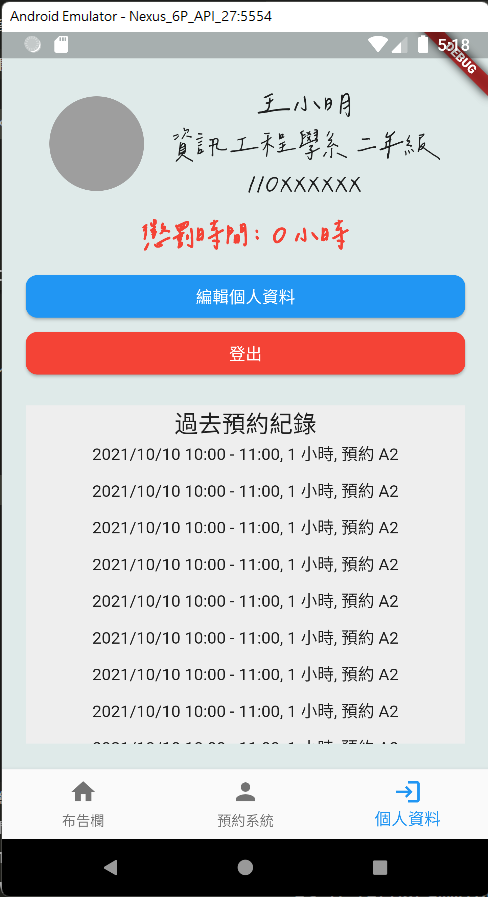 Android Emulator - Nexus_6P_API_27:5554
5:18
DEBUG
王小明
資訊工程學系 二年級
110XXXXXX
懲罰時間: 0 小時
編輯個人資料
登出
過去預約紀錄
2021/10/10 10:00 - 11:00, 1 小時, 預約 A2
2021/10/10 10:00 - 11:00, 1 小時, 預約 A2
2021/10/10 10:00 - 11:00, 1 小時, 預約 A2
2021/10/10 10:00 - 11:00, 1 小時, 預約 A2
2021/10/10 10:00 - 11:00, 1 小時, 預約 A2
2021/10/10 10:00 - 11:00, 1 小時, 預約 A2
2021/10/10 10:00 - 11:00, 1 小時, 預約 A2
2021/10/10 10:00 - 11:00, 1 小時, 預約 A2
布告欄
預約系統
個人資料